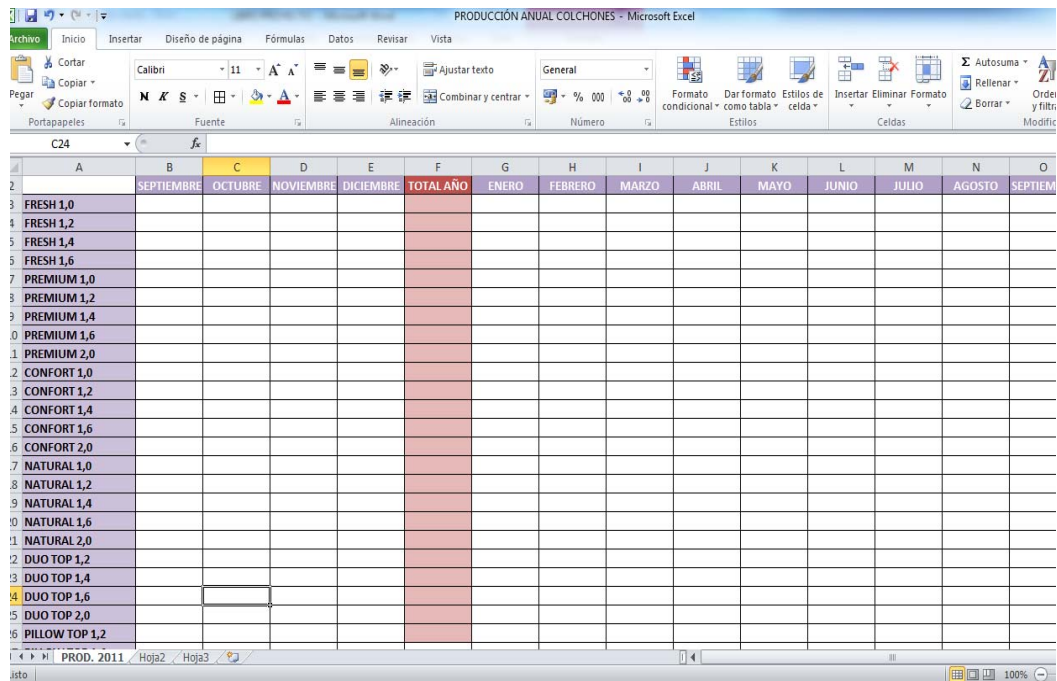 PRODUCCIÓN ANUAL COLCHONES - Microsoft Excel
Archivo Inicio Insertar Diseño de página Fórmulas Datos Revisar Vista
Pegar
Cortar
Copiar
Copiar formato
Portapapeles
Calibri 11
N K S
Fuente
Ajustar texto
Combinar y centrar
Alineación
General
% 000
Número
Formato condicional
Dar formato como tabla
Estilos de celda
Estilos
Insertar Eliminar Formato
Celdas
Autosuma
Rellenar
Borrar
C24 fx
A B C D E F G H I J K L M N O
SEPTIEMBRE OCTUBRE NOVIEMBRE DICIEMBRE TOTAL AÑO ENERO FEBRERO MARZO ABRIL MAYO JUNIO JULIO AGOSTO SEPTIEM
FRESH 1,0
FRESH 1,2
FRESH 1,4
FRESH 1,6
PREMIUM 1,0
PREMIUM 1,2
PREMIUM 1,4
PREMIUM 1,6
PREMIUM 2,0
CONFORT 1,0
CONFORT 1,2
CONFORT 1,4
CONFORT 1,6
CONFORT 2,0
NATURAL 1,0
NATURAL 1,2
NATURAL 1,4
NATURAL 1,6
NATURAL 2,0
DUO TOP 1,2
DUO TOP 1,4
DUO TOP 1,6
DUO TOP 2,0
PILLOW TOP 1,2
PROD. 2011 Hoja2 Hoja3
100%